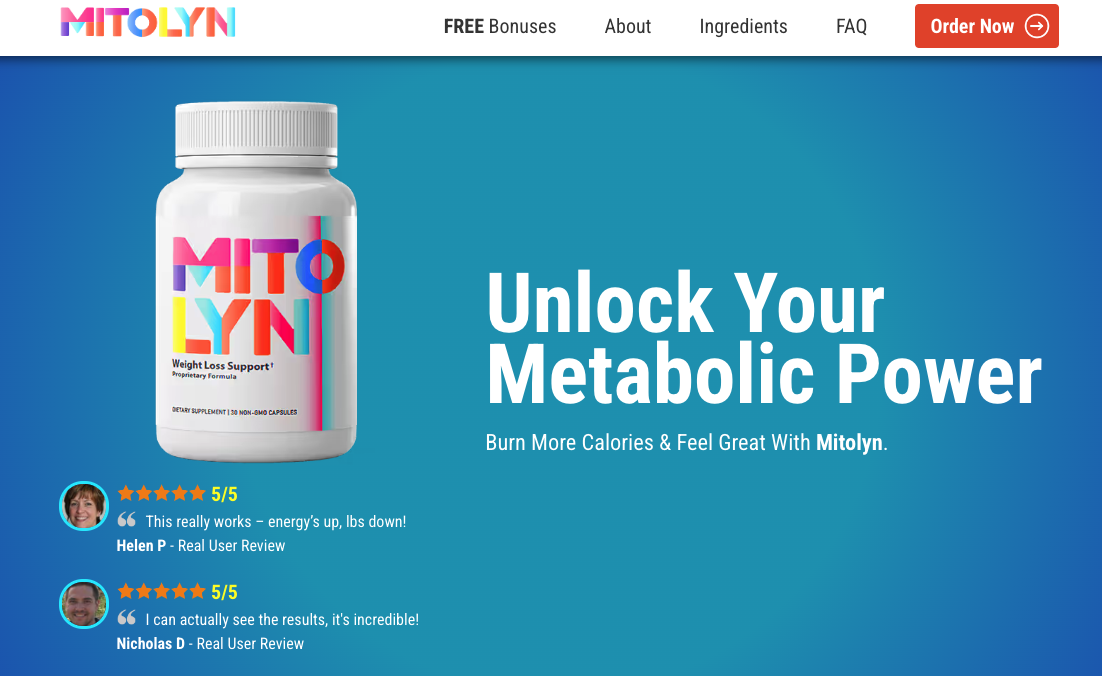 MITOLYN
FREE Bonuses
About
Ingredients
FAQ
Order Now
MITO
LYN
Weight Loss Support†
Proprietary Formula
DIETARY SUPPLEMENT | 30 NON-GMO CAPSULES
Unlock Your
Metabolic Power
Burn More Calories & Feel Great With Mitolyn.
5/5
“ This really works – energy’s up, lbs down!
Helen P - Real User Review
5/5
“ I can actually see the results, it's incredible!
Nicholas D - Real User Review